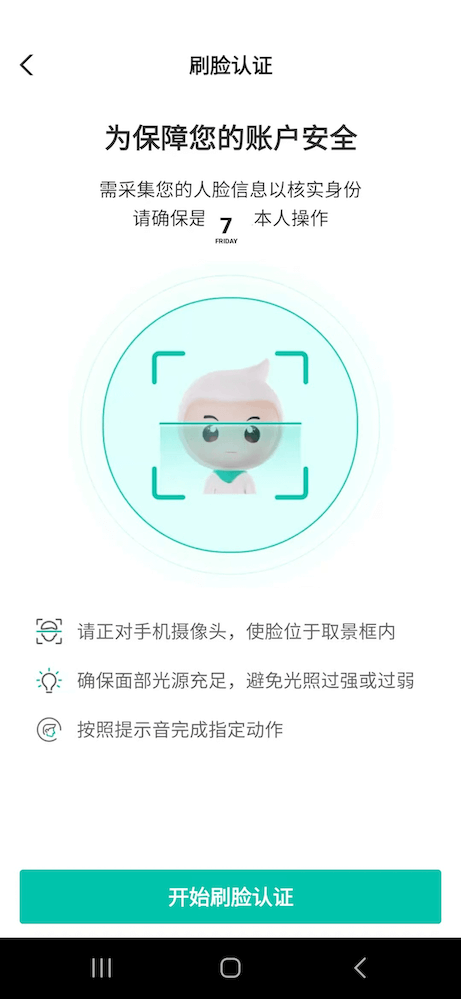 刷脸认证
为保障您的账户安全
需采集您的人脸信息以核实身份
请确保是 7 本人操作
FRIDAY
请正对手机摄像头，使脸位于取景框内
确保面部光源充足，避免光照过强或过弱
按照提示音完成指定动作
开始刷脸认证